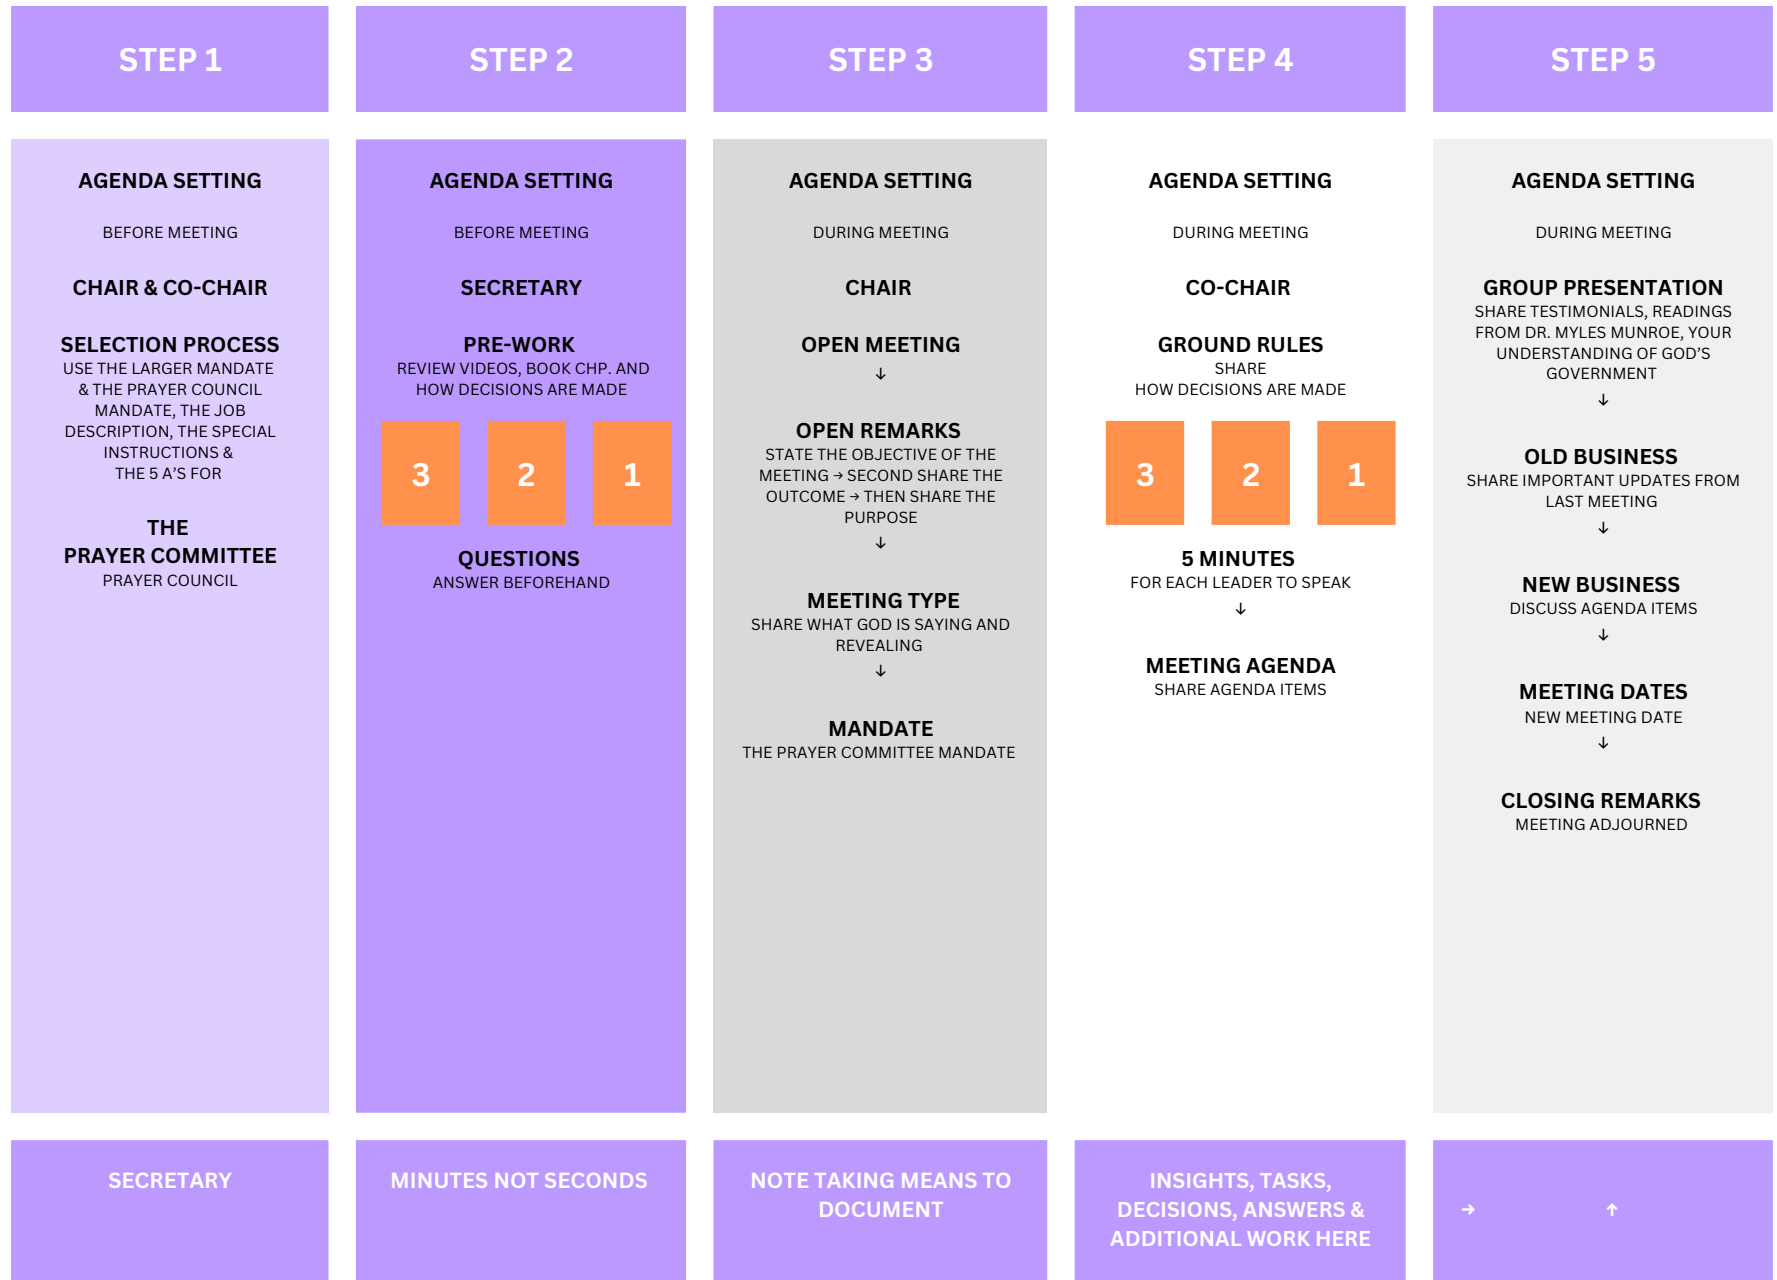 STEP 1
STEP 2
STEP 3
STEP 4
STEP 5
AGENDA SETTING
BEFORE MEETING
CHAIR & CO-CHAIR
SELECTION PROCESS
USE THE LARGER MANDATE
& THE PRAYER COUNCIL
MANDATE, THE JOB
DESCRIPTION, THE SPECIAL
INSTRUCTIONS &
THE 5 A'S FOR
THE
PRAYER COMMITTEE
PRAYER COUNCIL
AGENDA SETTING
BEFORE MEETING
SECRETARY
PRE-WORK
REVIEW VIDEOS, BOOK CHP. AND
HOW DECISIONS ARE MADE
3 2 1
QUESTIONS
ANSWER BEFOREHAND
AGENDA SETTING
DURING MEETING
CHAIR
OPEN MEETING
↓
OPEN REMARKS
STATE THE OBJECTIVE OF THE
MEETING → SECOND SHARE THE
OUTCOME → THEN SHARE THE
PURPOSE
↓
MEETING TYPE
SHARE WHAT GOD IS SAYING AND
REVEALING
↓
MANDATE
THE PRAYER COMMITTEE MANDATE
AGENDA SETTING
DURING MEETING
CO-CHAIR
GROUND RULES
SHARE
HOW DECISIONS ARE MADE
3 2 1
5 MINUTES
FOR EACH LEADER TO SPEAK
↓
MEETING AGENDA
SHARE AGENDA ITEMS
AGENDA SETTING
DURING MEETING
GROUP PRESENTATION
SHARE TESTIMONIALS, READINGS
FROM DR. MYLES MUNROE, YOUR
UNDERSTANDING OF GOD'S
GOVERNMENT
↓
OLD BUSINESS
SHARE IMPORTANT UPDATES FROM
LAST MEETING
↓
NEW BUSINESS
DISCUSS AGENDA ITEMS
↓
MEETING DATES
NEW MEETING DATE
↓
CLOSING REMARKS
MEETING ADJOURNED
SECRETARY
MINUTES NOT SECONDS
NOTE TAKING MEANS TO
DOCUMENT
INSIGHTS, TASKS,
DECISIONS, ANSWERS &
ADDITIONAL WORK HERE
→ ↑